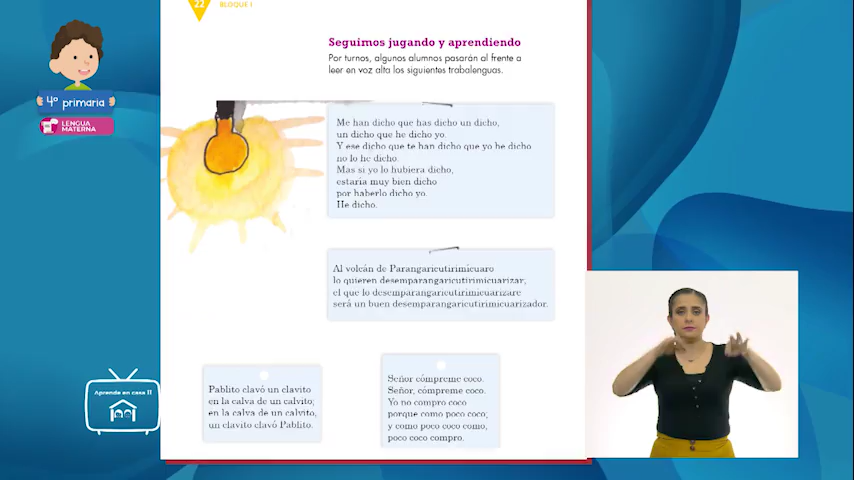 22
BLOQUE I
Seguimos jugando y aprendiendo
Por turnos, algunos alumnos pasarán al frente a
leer en voz alta los siguientes trabalenguas.
4º primaria
LENGUA
MATERNA
Me han dicho que has dicho un dicho,
un dicho que he dicho yo.
Y ese dicho que te han dicho que yo he dicho
no lo he dicho.
Mas si yo lo hubiera dicho,
estaría muy bien dicho
por haberlo dicho yo.
He dicho.
Al volcán de Parangaricutirimícuaro
lo quieren desemparangaricutirimicuarizar;
el que lo desemparangaricutirimicuarizare
será un buen desemparangaricutirimicuarizador.
Pablito clavó un clavito
en la calva de un calvito;
en la calva de un calvito,
un clavito clavó Pablito.
Señor cómpreme coco.
Señor, cómpreme coco.
Yo no compro coco
porque como poco coco;
y como poco coco como,
poco coco compro.
Aprende en casa II